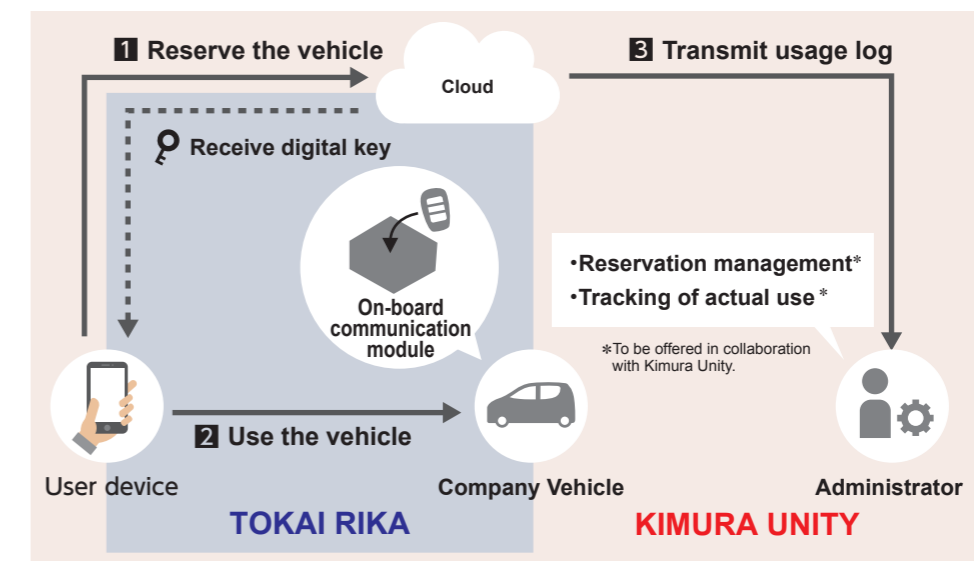 1 Reserve the vehicle
3 Transmit usage log
Cloud
Receive digital key
On-board
communication
module
・Reservation management*
・Tracking of actual use *
*To be offered in collaboration
with Kimura Unity.
2 Use the vehicle
User device
Company Vehicle
Administrator
TOKAI RIKA
KIMURA UNITY